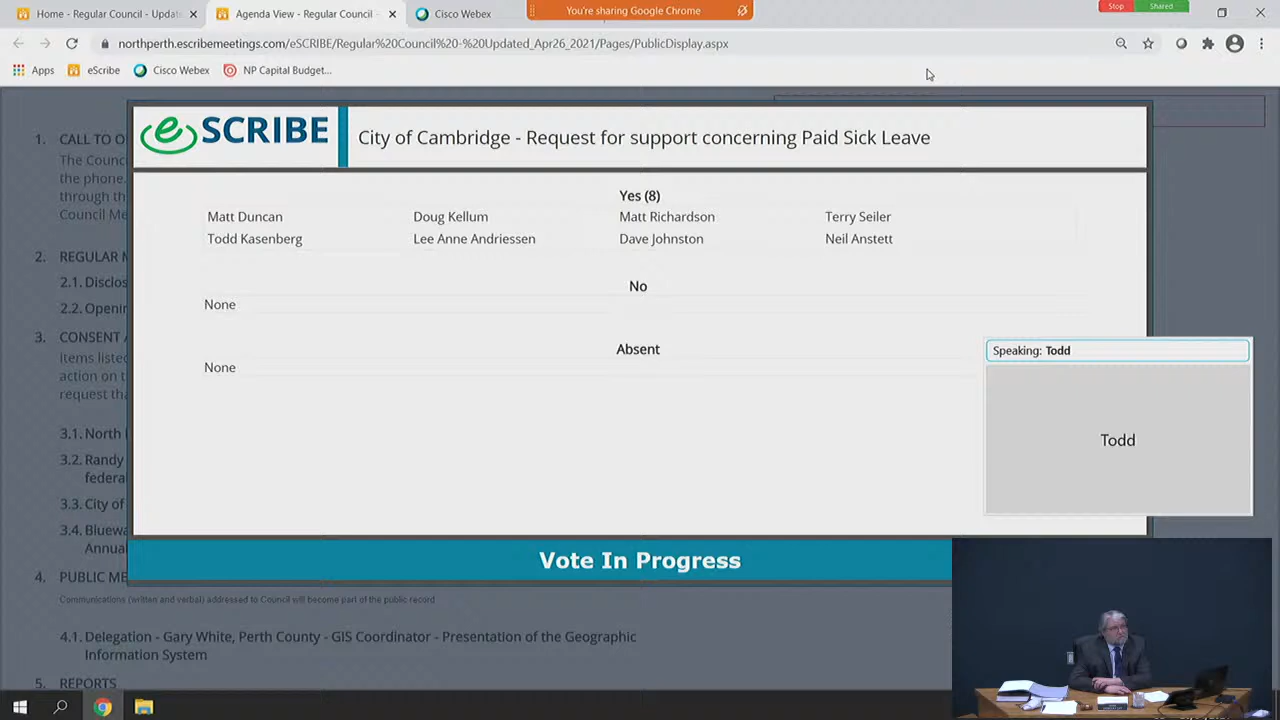 Home - Regular Council - Updat
Agenda View - Regular Council -
Cisco Webex
You're sharing Google Chrome
Stop
Shared
northperth.escribemeetings.com/eSCRIBE/Regular%20Council%20-%20Updated_Apr26_2021/Pages/PublicDisplay.aspx
Apps
eScribe
Cisco Webex
NP Capital Budget...
eSCRIBE
City of Cambridge - Request for support concerning Paid Sick Leave
Yes (8)
Matt Duncan
Doug Kellum
Matt Richardson
Terry Seiler
Todd Kasenberg
Lee Anne Andriessen
Dave Johnston
Neil Anstett
No
None
Absent
None
Speaking: Todd
Todd
Vote In Progress
1. CALL TO O
The Counc
the phone.
through the
Council Me
2. REGULAR M
2.1. Disclos
2.2. Openin
3. CONSENT A
Items listed
action on t
request tha
3.1. North
3.2. Randy
federa
3.3. City of
3.4. Bluewa
Annua
4. PUBLIC ME
Communications (written and verbal) addressed to Council will become part of the public record
4.1. Delegation - Gary White, Perth County - GIS Coordinator - Presentation of the Geographic
Information System
5. REPORTS